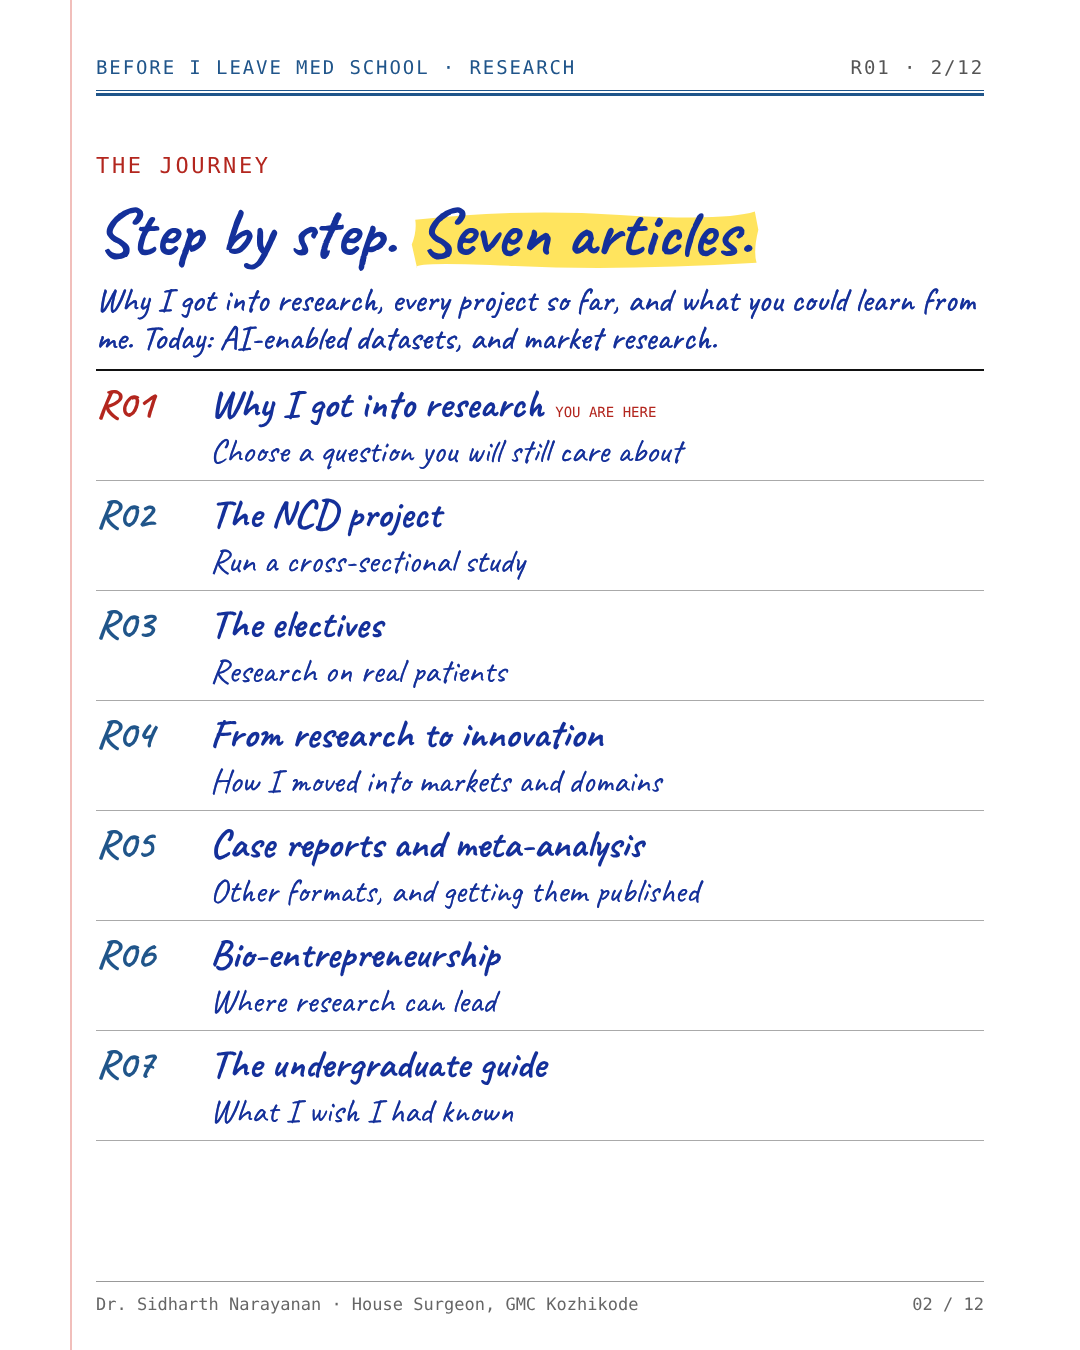 BEFORE I LEAVE MED SCHOOL · RESEARCH R01 · 2/12
THE JOURNEY
Step by step. Seven articles.
Why I got into research, every project so far, and what you could learn from
me. Today: AI-enabled datasets, and market research.
R01 Why I got into research YOU ARE HERE
Choose a question you will still care about
R02 The NCD project
Run a cross-sectional study
R03 The electives
Research on real patients
R04 From research to innovation
How I moved into markets and domains
R05 Case reports and meta-analysis
Other formats, and getting them published
R06 Bio-entrepreneurship
Where research can lead
R07 The undergraduate guide
What I wish I had known
Dr. Sidharth Narayanan · House Surgeon, GMC Kozhikode 02 / 12